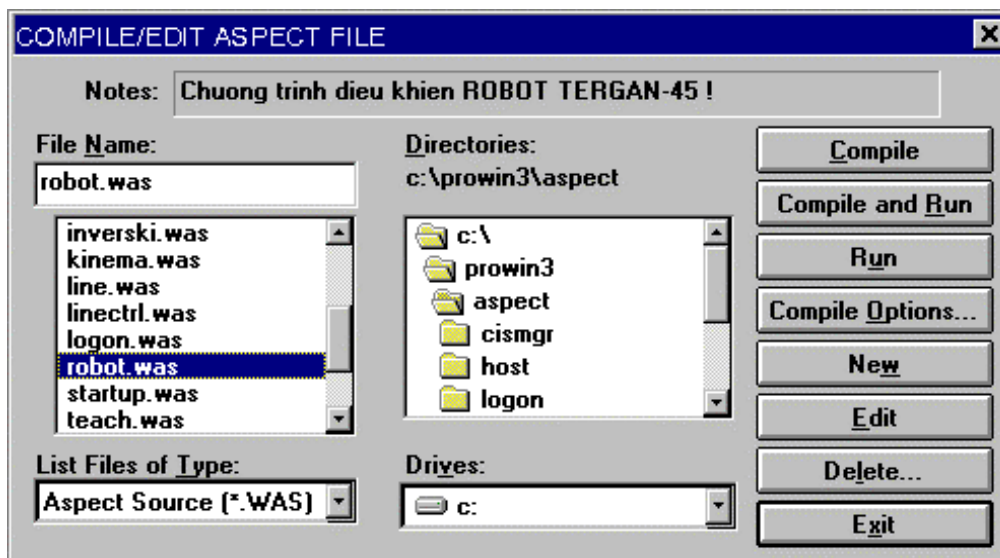 COMPILE/EDIT ASPECT FILE
Notes: Chuong trinh dieu khien ROBOT TERGAN-45 !
File Name:
robot.was
inverski.was
kinema.was
line.was
linectrl.was
logon.was
robot.was
startup.was
teach.was
List Files of Type:
Aspect Source (*.WAS)
Directories:
c:\prowin3\aspect
c:\
prowin3
aspect
cismgr
host
logon
Drives:
c:
Compile
Compile and Run
Run
Compile Options...
New
Edit
Delete...
Exit